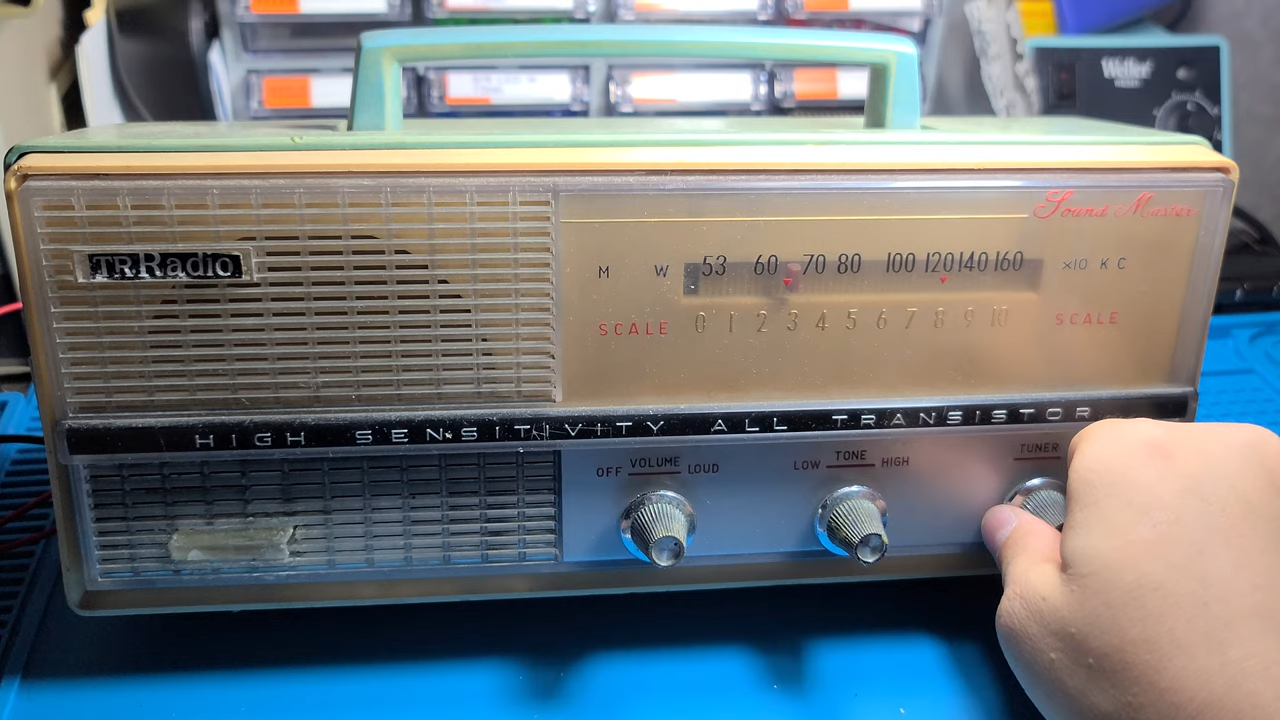 Weller
Sound Master
TRRadio
M W 53 60 70 80 100 120 140 160 ×10 KC
SCALE 0 1 2 3 4 5 6 7 8 9 10 SCALE
HIGH SENSITIVITY ALL TRANSISTOR
OFF VOLUME LOUD
LOW TONE HIGH
TUNER